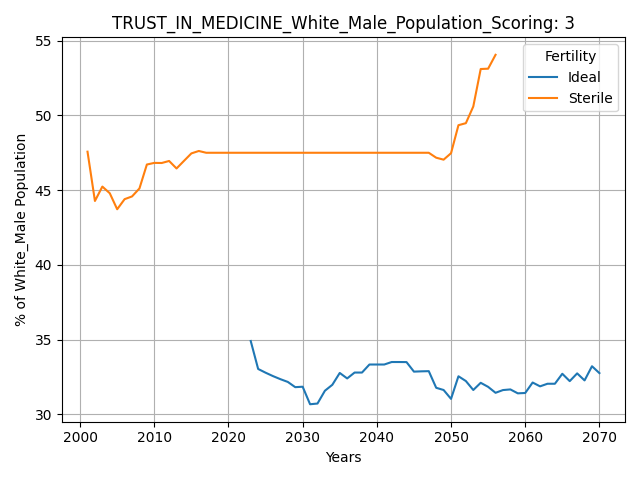 TRUST_IN_MEDICINE_White_Male_Population_Scoring: 3
55
50
45
40
35
30
% of White_Male Population
Fertility
Ideal
Sterile
2000 2010 2020 2030 2040 2050 2060 2070
Years